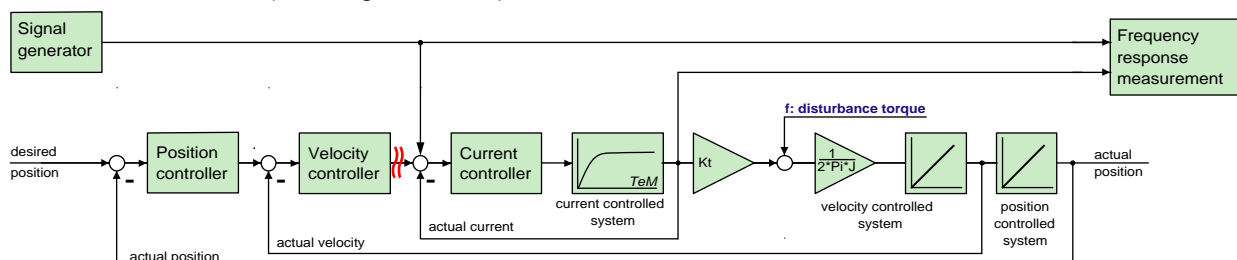 Signal
generator
Frequency
response
measurement
f: disturbance torque
desired
position
Position
controller
Velocity
controller
Current
controller
TeM
current controlled
system
Kt
1
2*Pi*J
velocity controlled
system
position
controlled
system
actual
position
actual current
actual velocity
actual position